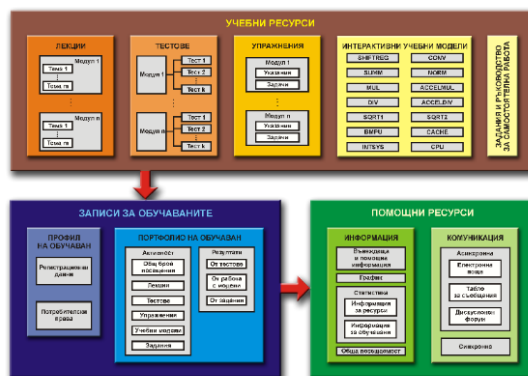 УЧЕБНИ РЕСУРСИ
ЛЕКЦИИ
Модул 1
Тема 1
Тема m
Модул n
Тема 1
Тема m
ТЕСТОВЕ
Модул 1
Тест 1
Тест 2
Тест k
Модул n
Тест 1
Тест 2
Тест k
УПРАЖНЕНИЯ
Модул 1
Указания
Задачи
Модул n
Указания
Задачи
ИНТЕРАКТИВНИ УЧЕБНИ МОДЕЛИ
SHIFTREG
CONV
SUMM
NORM
MUL
ACCELMUL
DIV
ACCELDIV
SQRT1
SQRT2
BMPU
CACHE
INTSYS
CPU
ЗАДАНИЯ И РЪКОВОДСТВО
ЗА САМОСТОЯТЕЛНА РАБОТА
ЗАПИСИ ЗА ОБУЧАВАНИТЕ
ПРОФИЛ
НА ОБУЧАВАН
Регистрационни
данни
Потребителски
права
ПОРТФОЛИО НА ОБУЧАВАН
Активност
Общ брой
посещения
Лекции
Тестове
Упражнения
Учебни модели
Задания
Резултати
От тестове
От работа
с модели
От задания
ПОМОЩНИ РЕСУРСИ
ИНФОРМАЦИЯ
Въвеждаща
и помощна
информация
График
Статистика
Информация
за ресурси
Информация
за обучавани
Обща посещаемост
КОМУНИКАЦИЯ
Асинхронна
Електронна
поща
Табло
за съобщения
Дискусионен
форум
Синхронна